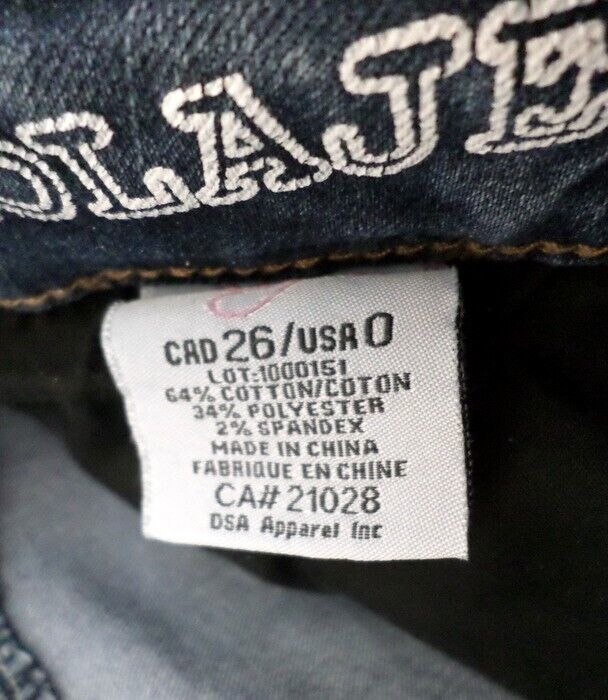 OLAJE
CAD 26/USA 0
LOT:1000151
64% COTTON/COTON
34% POLYESTER
2% SPANDEX
MADE IN CHINA
FABRIQUE EN CHINE
CA# 21028
DSA Apparel Inc